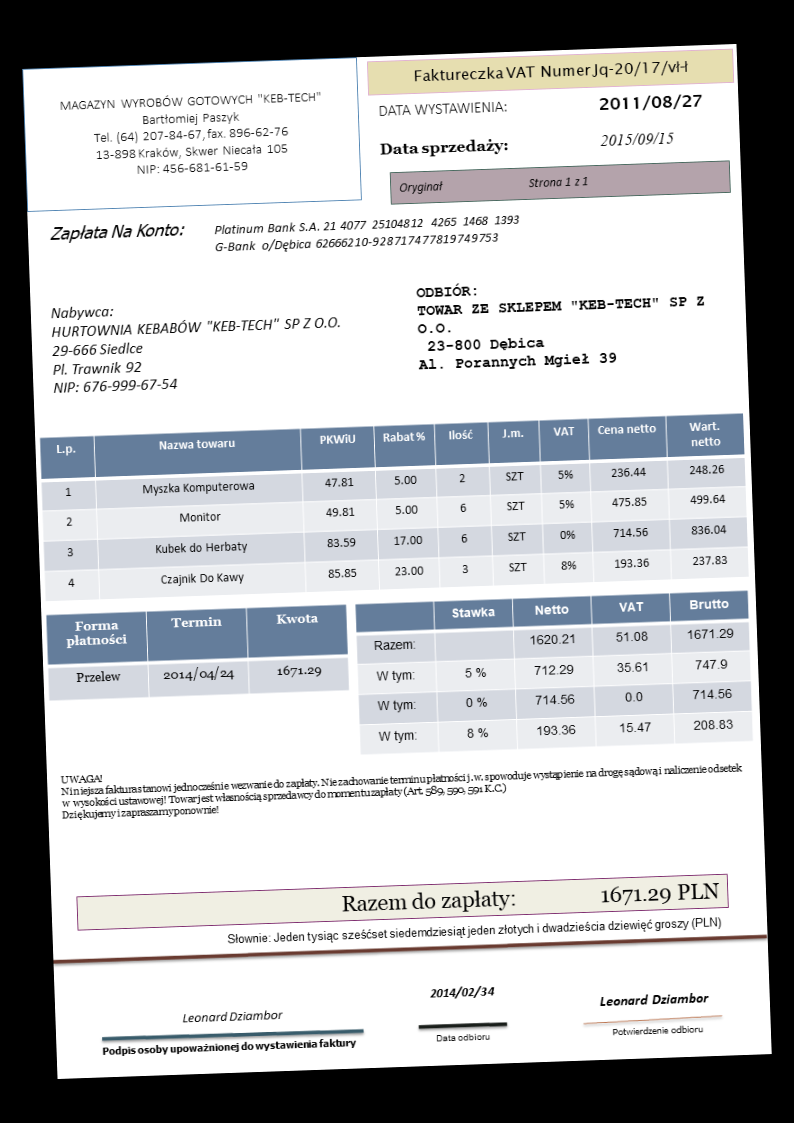 MAGAZYN WYROBÓW GOTOWYCH "KEB-TECH"
Bartłomiej Paszyk
Tel. (64) 207-84-67, fax. 896-62-76
13-898 Kraków, Skwer Niecała 105
NIP: 456-681-61-59
Faktureczka VAT Numer Jq-20/17/vł-ł
DATA WYSTAWIENIA: 2011/08/27
Data sprzedaży: 2015/09/15
Oryginał Strona 1 z 1
Zapłata Na Konto: Platinum Bank S.A. 21 4077 25104812 4265 1468 1393
G-Bank o/Dębica 62666210-928717477819749753
Nabywca:
HURTOWNIA KEBABÓW "KEB-TECH" SP Z O.O.
29-666 Siedlce
Pl. Trawnik 92
NIP: 676-999-67-54
ODBIÓR:
TOWAR ZE SKLEPEM "KEB-TECH" SP Z
O.O.
23-800 Dębica
Al. Porannych Mgieł 39
L.p. Nazwa towaru PKWiU Rabat % Ilość J.m. VAT Cena netto Wart. netto
1 Myszka Komputerowa 47.81 5.00 2 SZT 5% 236.44 248.26
2 Monitor 49.81 5.00 6 SZT 5% 475.85 499.64
3 Kubek do Herbaty 83.59 17.00 6 SZT 0% 714.56 836.04
4 Czajnik Do Kawy 85.85 23.00 3 SZT 8% 193.36 237.83
Forma płatności Termin Kwota
Przelew 2014/04/24 1671.29
Stawka Netto VAT Brutto
Razem: 1620.21 51.08 1671.29
W tym: 5 % 712.29 35.61 747.9
W tym: 0 % 714.56 0.0 714.56
W tym: 8 % 193.36 15.47 208.83
UWAGA!
Niniejsza faktura stanowi jednocześnie wezwanie do zapłaty. Nie zachowanie terminu płatności j.w. spowoduje wystąpienie na drogę sądową i naliczenie odsetek
w wysokości ustawowej! Towar jest własnością sprzedawcy do momentu zapłaty (Art. 589, 590, 591 K.C.)
Dziękujemy i zapraszamy ponownie!
Razem do zapłaty: 1671.29 PLN
Słownie: Jeden tysiąc sześćset siedemdziesiąt jeden złotych i dwadzieścia dziewięć groszy (PLN)
Leonard Dziambor
Podpis osoby upoważnionej do wystawienia faktury
2014/02/34
Data odbioru
Leonard Dziambor
Potwierdzenie odbioru